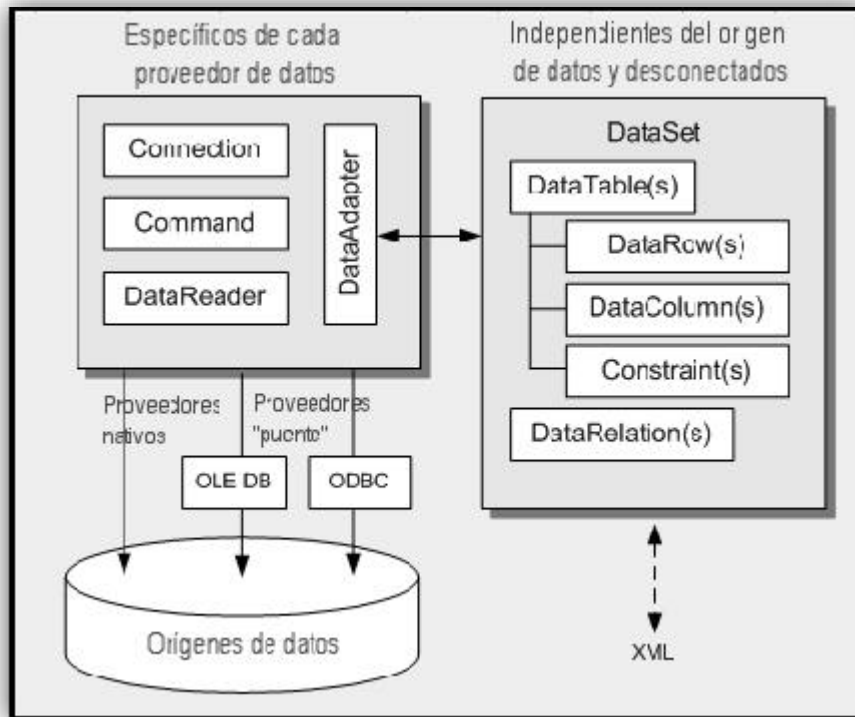 Específicos de cada
proveedor de datos
Connection
Command
DataReader
DataAdapter
Independientes del origen
de datos y desconectados
DataSet
DataTable(s)
DataRow(s)
DataColumn(s)
Constraint(s)
DataRelation(s)
Proveedores
nativos
Proveedores
"puente"
OLE DB
ODBC
Orígenes de datos
XML